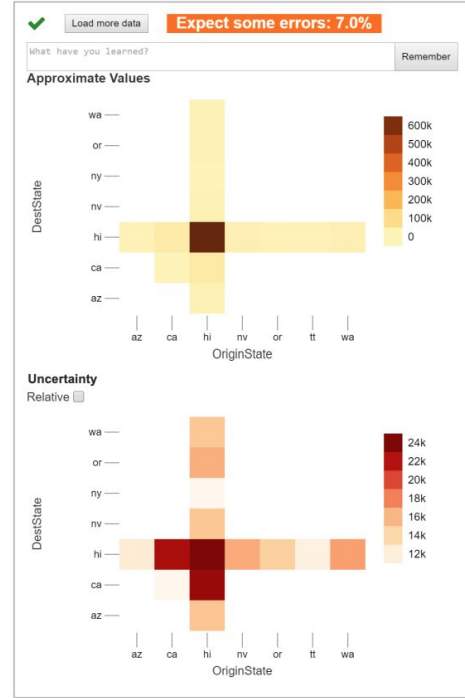 Load more data
Expect some errors: 7.0%
What have you learned?
Remember
Approximate Values
wa
or
ny
nv
hi
ca
az
DestState
az ca hi nv or tt wa
OriginState
600k
500k
400k
300k
200k
100k
0
Uncertainty
Relative
wa
or
ny
nv
hi
ca
az
DestState
az ca hi nv or tt wa
OriginState
24k
22k
20k
18k
16k
14k
12k